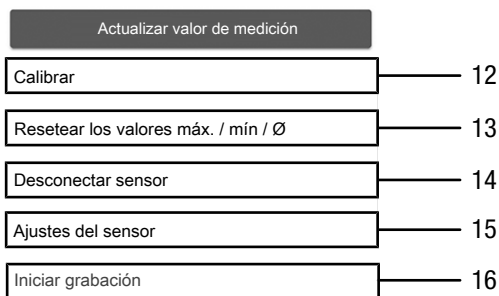 Actualizar valor de medición
Calibrar 12
Resetear los valores máx. / mín / Ø 13
Desconectar sensor 14
Ajustes del sensor 15
Iniciar grabación 16